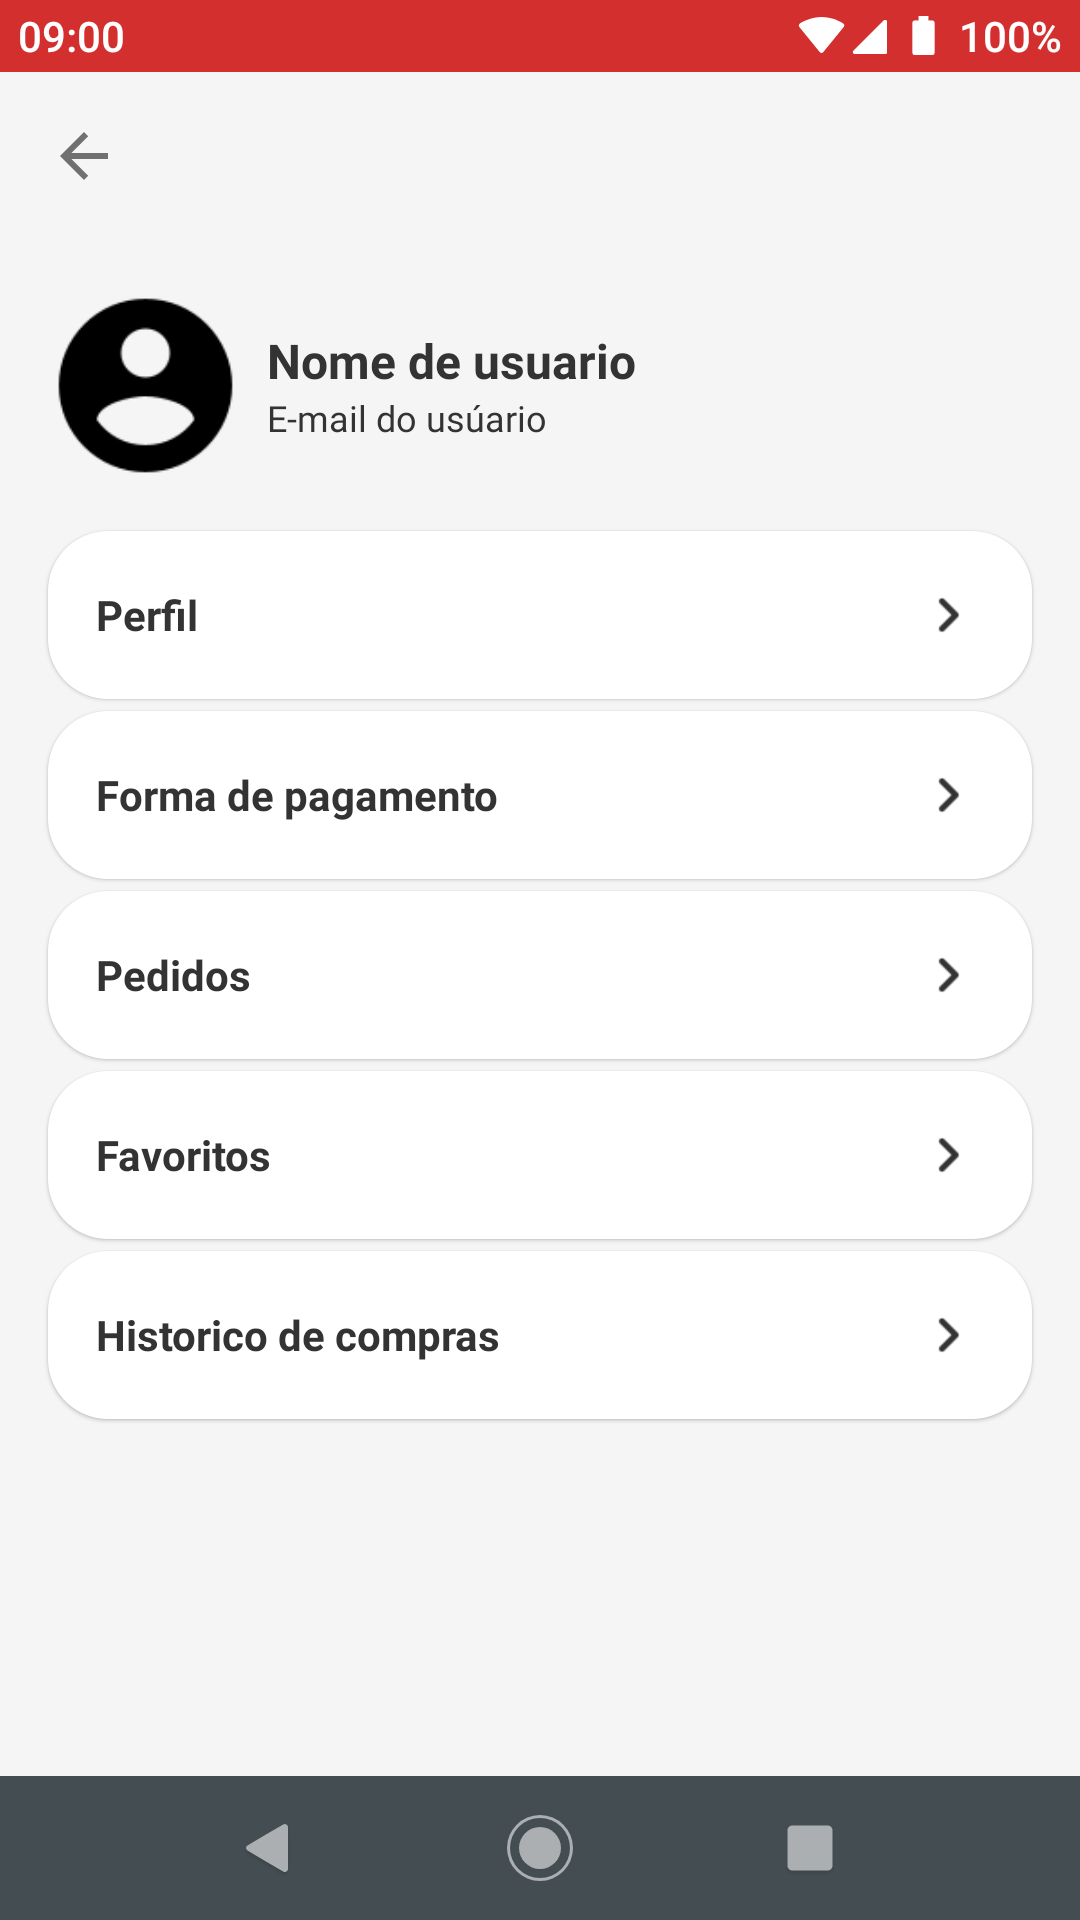 09:00 100%
Nome de usuario
E-mail do usúario
Perfil
Forma de pagamento
Pedidos
Favoritos
Historico de compras